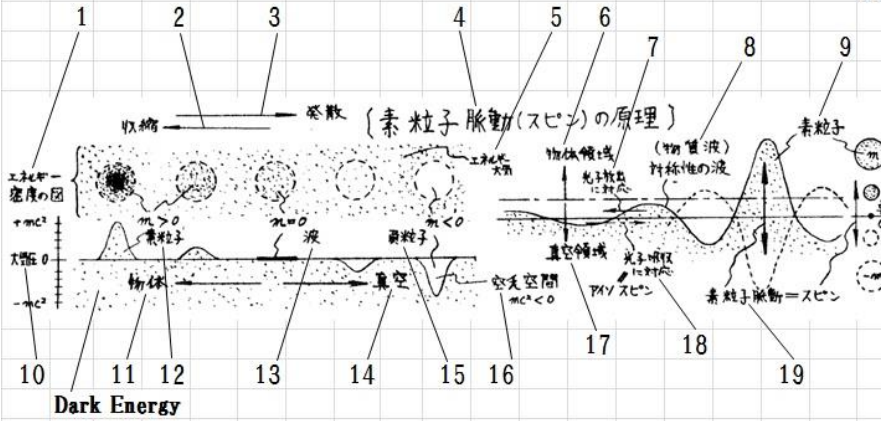 1 2 3 4 5 6 7 8 9
発散
収縮
{素粒子脈動(スピン)の原理}
エネルギー
密度の図
エネルギー
大気
m>0
m=0
m<0
物体領域
光子放出
に対応
(物質波)
対称性の波
素粒子
m
-m
+mc²
大気圧 0
-mc²
素粒子
波
真粒子
物体
真空
空走空間
mc²<0
真空領域
光子吸収
に対応
アイソスピン
素粒子脈動=スピン
10 11 12 13 14 15 16 17 18 19
Dark Energy